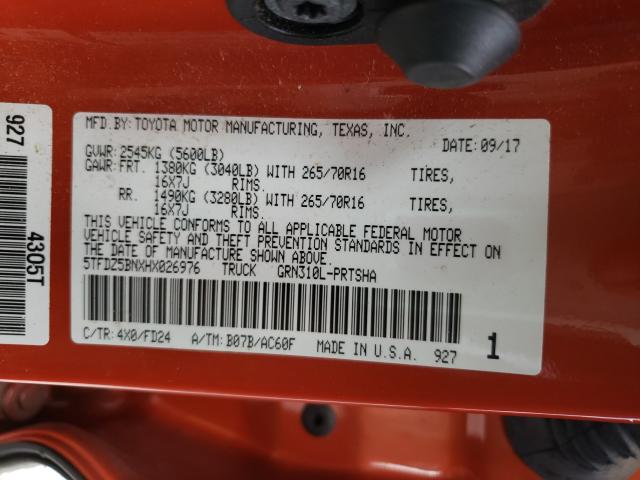 MFD.BY:TOYOTA MOTOR MANUFACTURING, TEXAS, INC.
GVWR:2545KG (5600LB) DATE:09/17
GAWR:FRT. 1380KG (3040LB) WITH 265/70R16 TIRES,
16X7J RIMS.
RR. 1490KG (3280LB) WITH 265/70R16 TIRES,
16X7J RIMS.
THIS VEHICLE CONFORMS TO ALL APPLICABLE FEDERAL MOTOR
VEHICLE SAFETY AND THEFT PREVENTION STANDARDS IN EFFECT ON
THE DATE OF MANUFACTURE SHOWN ABOVE.
5TFDZ5BNXHX026976 TRUCK GRN310L-PRTSHA
C/TR:4X0/FD24 A/TM:B07B/AC60F MADE IN U.S.A. 927 1
927
4305T